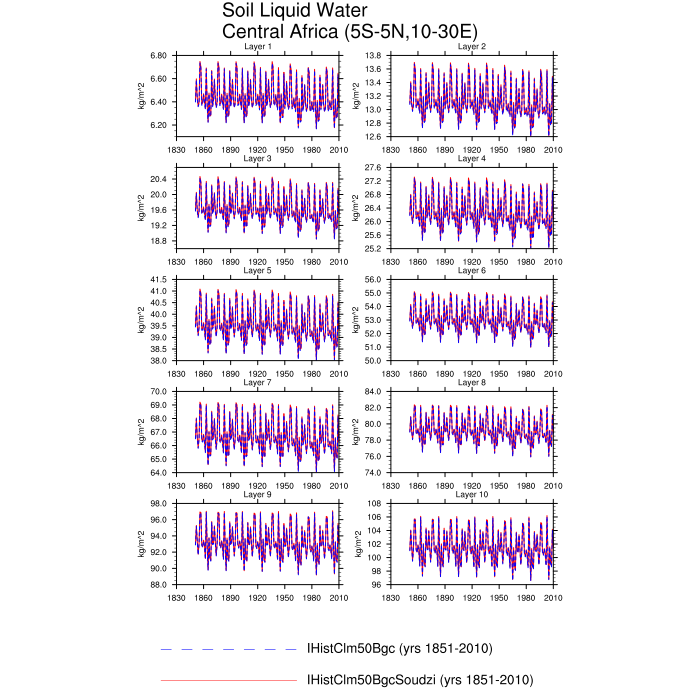 Soil Liquid Water
Central Africa (5S-5N,10-30E)
Layer 1
6.80
6.60
6.40
6.20
kg/m^2
1830 1860 1890 1920 1950 1980 2010
Layer 2
13.8
13.6
13.4
13.2
13.0
12.8
12.6
kg/m^2
1830 1860 1890 1920 1950 1980 2010
Layer 3
20.4
20.0
19.6
19.2
18.8
kg/m^2
1830 1860 1890 1920 1950 1980 2010
Layer 4
27.6
27.2
26.8
26.4
26.0
25.6
25.2
kg/m^2
1830 1860 1890 1920 1950 1980 2010
Layer 5
41.5
41.0
40.5
40.0
39.5
39.0
38.5
38.0
kg/m^2
1830 1860 1890 1920 1950 1980 2010
Layer 6
56.0
55.0
54.0
53.0
52.0
51.0
50.0
kg/m^2
1830 1860 1890 1920 1950 1980 2010
Layer 7
70.0
69.0
68.0
67.0
66.0
65.0
64.0
kg/m^2
1830 1860 1890 1920 1950 1980 2010
Layer 8
84.0
82.0
80.0
78.0
76.0
74.0
kg/m^2
1830 1860 1890 1920 1950 1980 2010
Layer 9
98.0
96.0
94.0
92.0
90.0
88.0
kg/m^2
1830 1860 1890 1920 1950 1980 2010
Layer 10
108
106
104
102
100
98
96
kg/m^2
1830 1860 1890 1920 1950 1980 2010
IHistClm50Bgc (yrs 1851-2010)
IHistClm50BgcSoudzi (yrs 1851-2010)